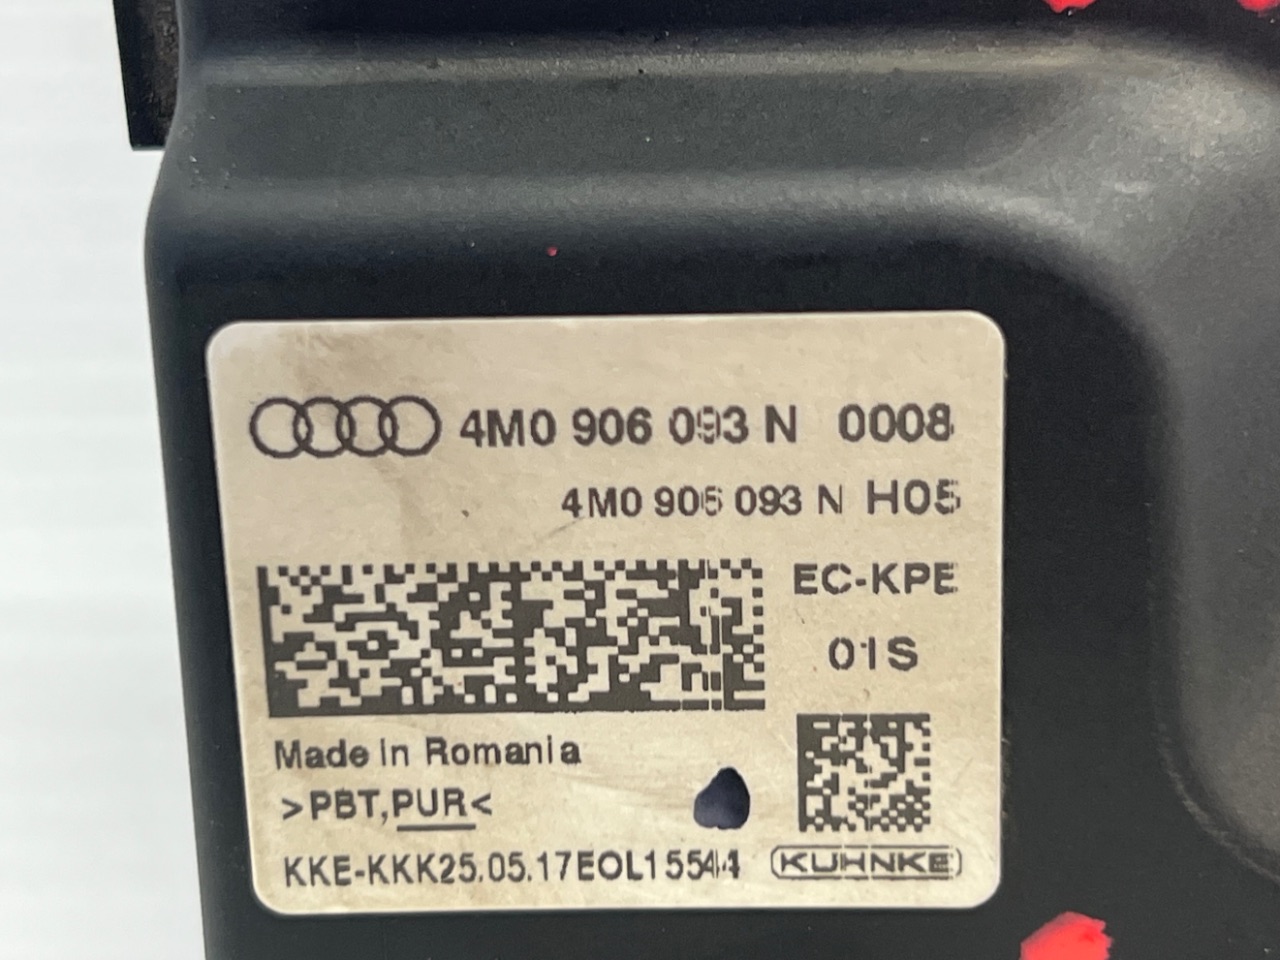 4M0 906 093 N 0008
4M0 906 093 N H05
EC-KPE
01S
Made in Romania
>PBT,PUR<
KKE-KKK25.05.17EOL15544
KUHNKE